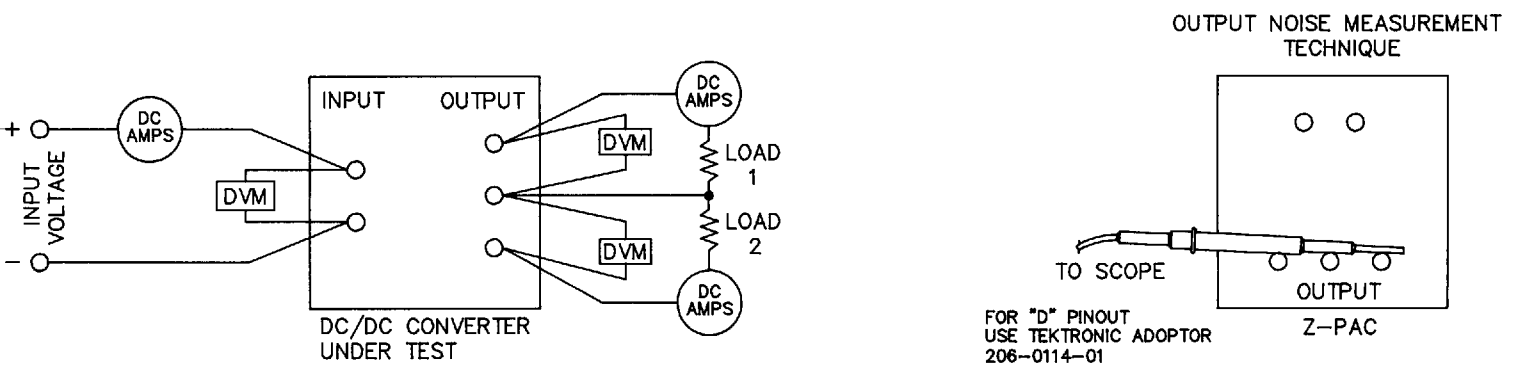 OUTPUT NOISE MEASUREMENT
TECHNIQUE
INPUT
OUTPUT
+
DC
AMPS
DC
AMPS
INPUT
VOLTAGE
DVM
DVM
LOAD
1
DVM
LOAD
2
-
DC
AMPS
DC/DC CONVERTER
UNDER TEST
TO SCOPE
OUTPUT
Z-PAC
FOR "D" PINOUT
USE TEKTRONIC ADOPTOR
206-0114-01